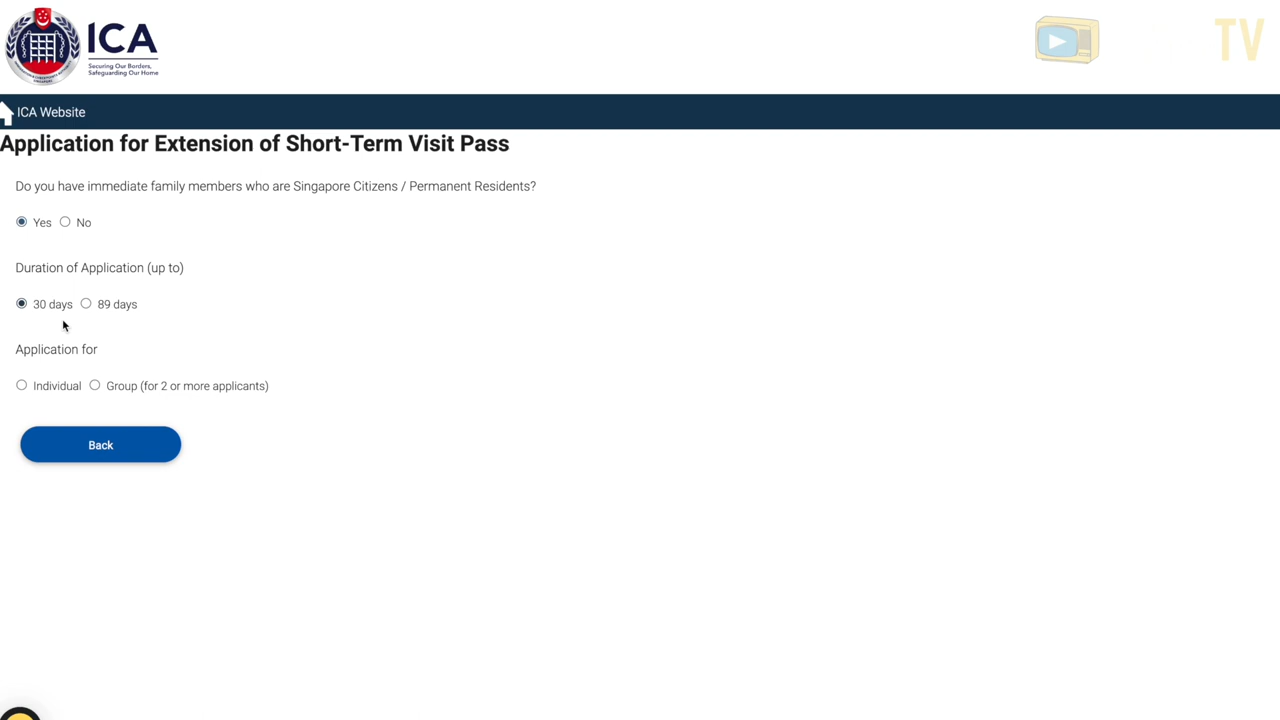 ICA
Securing Our Borders,
Safeguarding Our Home
TV
ICA Website
Application for Extension of Short-Term Visit Pass
Do you have immediate family members who are Singapore Citizens / Permanent Residents?
Yes No
Duration of Application (up to)
30 days 89 days
Application for
Individual Group (for 2 or more applicants)
Back